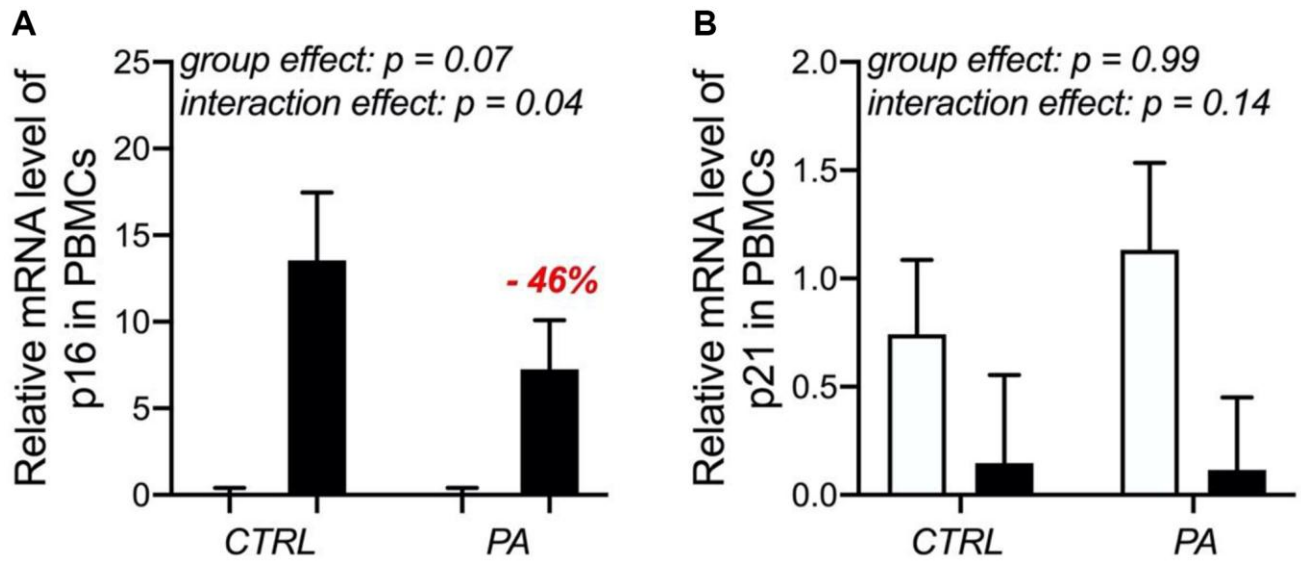 A
Relative mRNA level of
p16 in PBMCs
25
20
15
10
5
0
group effect: p = 0.07
interaction effect: p = 0.04
- 46%
CTRL
PA
B
Relative mRNA level of
p21 in PBMCs
2.0
1.5
1.0
0.5
0.0
group effect: p = 0.99
interaction effect: p = 0.14
CTRL
PA